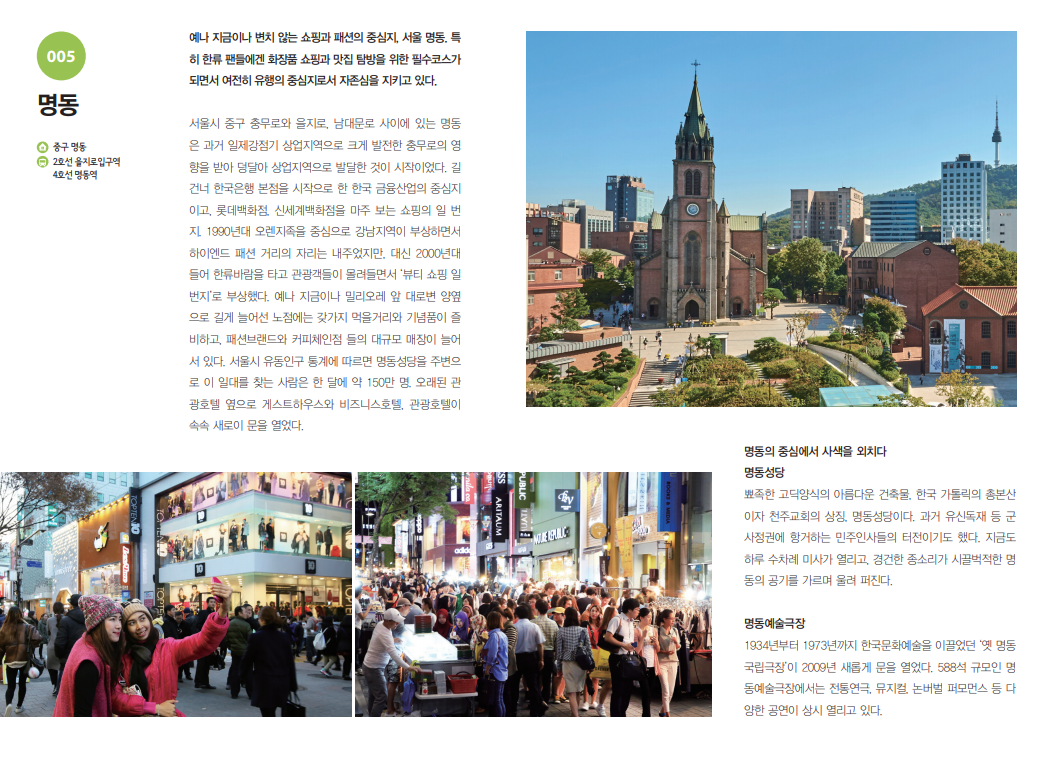 005
명동
중구 명동
2호선 을지로입구역
4호선 명동역
예나 지금이나 변치 않는 쇼핑과 패션의 중심지, 서울 명동. 특
히 한류 팬들에겐 화장품 쇼핑과 맛집 탐방을 위한 필수코스가
되면서 여전히 유행의 중심지로서 자존심을 지키고 있다.
서울시 중구 충무로와 을지로, 남대문로 사이에 있는 명동
은 과거 일제강점기 상업지역으로 크게 발전한 충무로의 영
향을 받아 덩달아 상업지역으로 발달한 것이 시작이었다. 길
건너 한국은행 본점을 시작으로 한 한국 금융산업의 중심지
이고, 롯데백화점, 신세계백화점을 마주 보는 쇼핑의 일 번
지, 1990년대 오렌지족을 중심으로 강남지역이 부상하면서
하이엔드 패션 거리의 자리는 내주었지만, 대신 2000년대
들어 한류바람을 타고 관광객들이 몰려들면서 ‘뷰티 쇼핑 일
번지’로 부상했다. 예나 지금이나 밀리오레 앞 대로변 양옆
으로 길게 늘어선 노점에는 갖가지 먹을거리와 기념품이 즐
비하고, 패션브랜드와 커피체인점 들의 대규모 매장이 늘어
서 있다. 서울시 유동인구 통계에 따르면 명동성당을 주변으
로 이 일대를 찾는 사람은 한 달에 약 150만 명. 오래된 관
광호텔 옆으로 게스트하우스와 비즈니스호텔, 관광호텔이
속속 새로이 문을 열었다.
TOPTEN
10
TOPTEN
10
10
10
TOPTEN
ARITAUM
adidas
PUBLIC
NATURE REPUBLIC
BOOKS & MEDIA
명동의 중심에서 사색을 외치다
명동성당
뾰족한 고딕양식의 아름다운 건축물, 한국 가톨릭의 총본산
이자 천주교회의 상징, 명동성당이다. 과거 유신독재 등 군
사정권에 항거하는 민주인사들의 터전이기도 했다. 지금도
하루 수차례 미사가 열리고, 경건한 종소리가 시끌벅적한 명
동의 공기를 가르며 울려 퍼진다.
명동예술극장
1934년부터 1973년까지 한국문화예술을 이끌었던 ‘옛 명동
국립극장’이 2009년 새롭게 문을 열었다. 588석 규모인 명
동예술극장에서는 전통연극, 뮤지컬, 논버벌 퍼모먼스 등 다
양한 공연이 상시 열리고 있다.